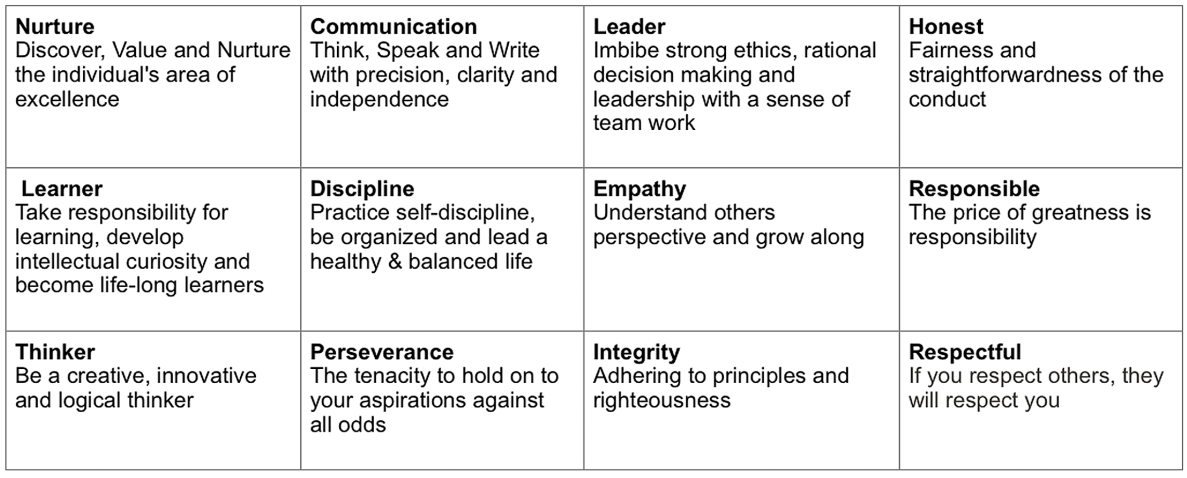 Nurture
Discover, Value and Nurture
the individual's area of
excellence
Communication
Think, Speak and Write
with precision, clarity and
independence
Leader
Imbibe strong ethics, rational
decision making and
leadership with a sense of
team work
Honest
Fairness and
straightforwardness of the
conduct
Learner
Take responsibility for
learning, develop
intellectual curiosity and
become life-long learners
Discipline
Practice self-discipline,
be organized and lead a
healthy & balanced life
Empathy
Understand others
perspective and grow along
Responsible
The price of greatness is
responsibility
Thinker
Be a creative, innovative
and logical thinker
Perseverance
The tenacity to hold on to
your aspirations against
all odds
Integrity
Adhering to principles and
righteousness
Respectful
If you respect others, they
will respect you